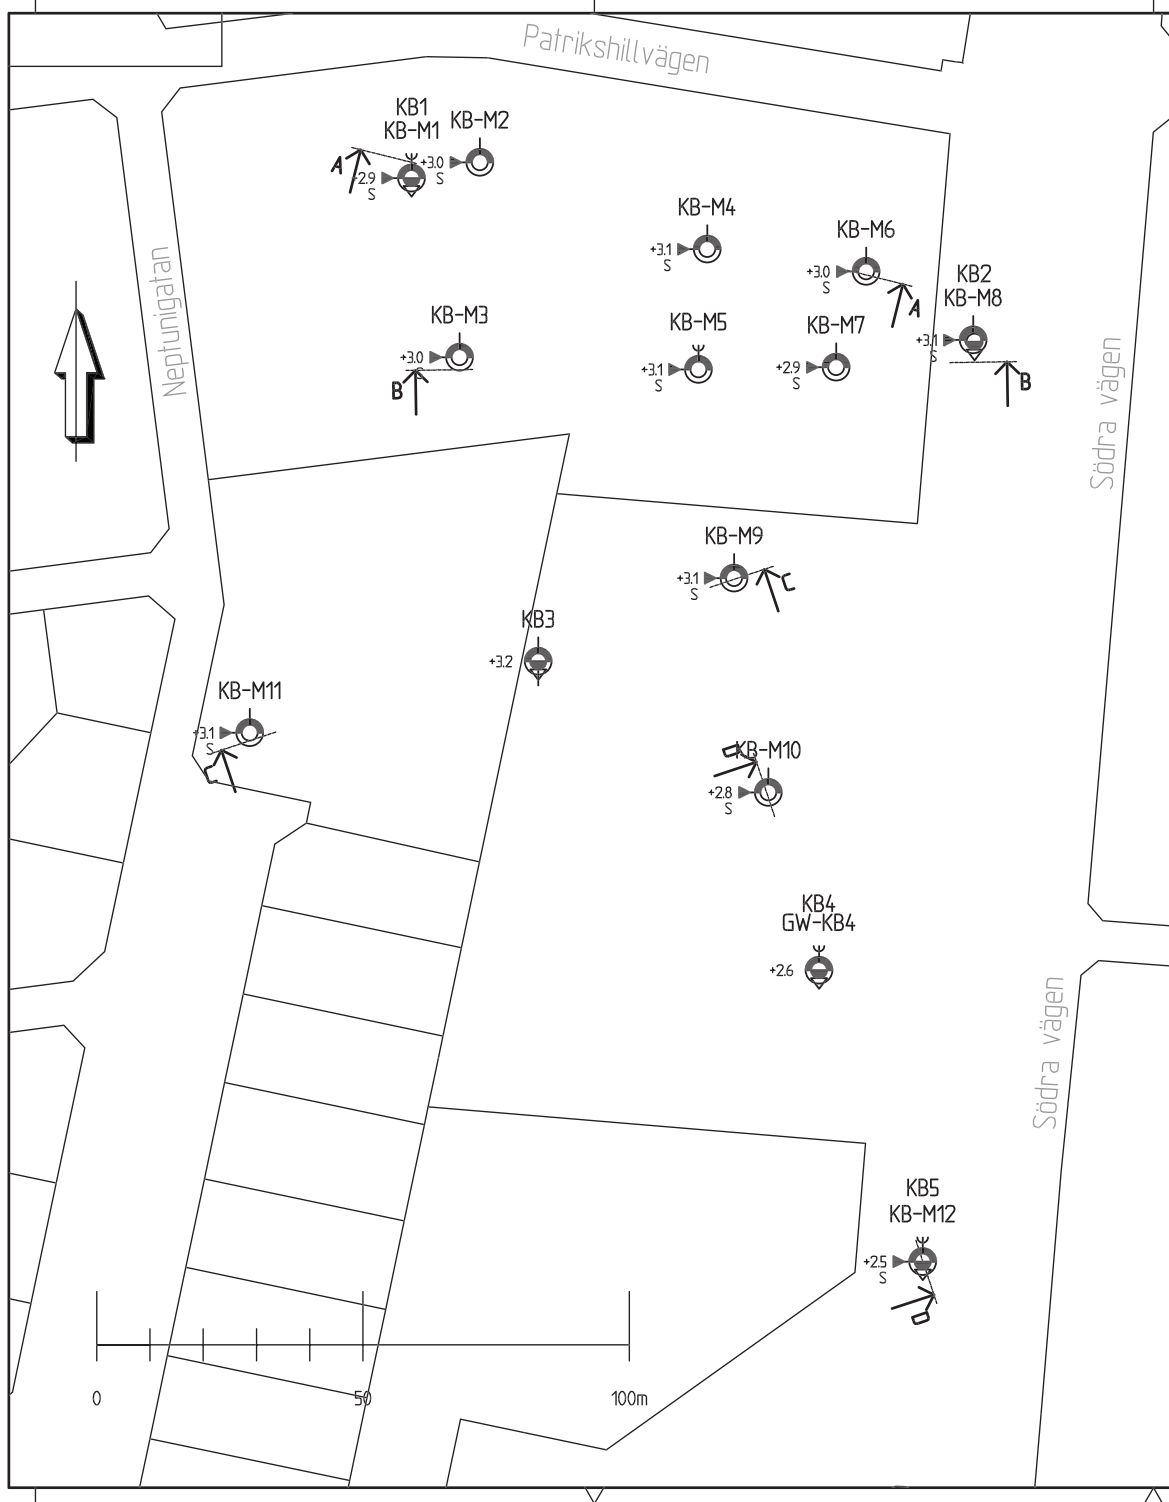 Patrikshillvägen
KB1
KB-M1
KB-M2
A
+3.0
S
+2.9
S
KB-M4
+3.1
S
KB-M6
+3.0
S
A
KB2
KB-M8
+3.1
S
B
Neptunigatan
KB-M3
+3.0
S
B
KB-M5
+3.1
S
KB-M7
+2.9
S
Södra vägen
KB-M9
+3.1
S
C
KB3
+3.2
KB-M11
+3.1
S
C
D
KB-M10
+2.8
S
KB4
GW-KB4
+2.6
Södra vägen
KB5
KB-M12
+2.5
S
D
0
50
100m